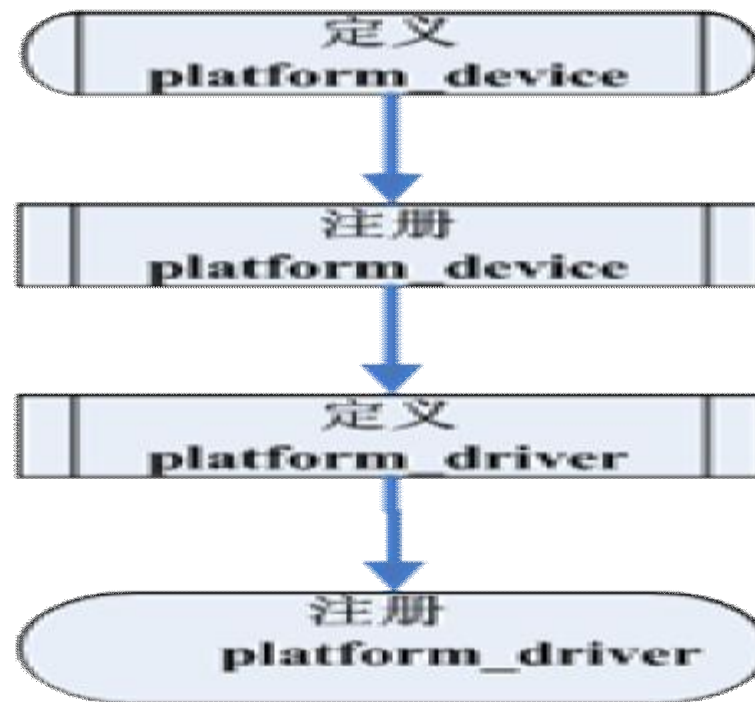 定义
platform_device
注册
platform_device
定义
platform_driver
注册
platform_driver